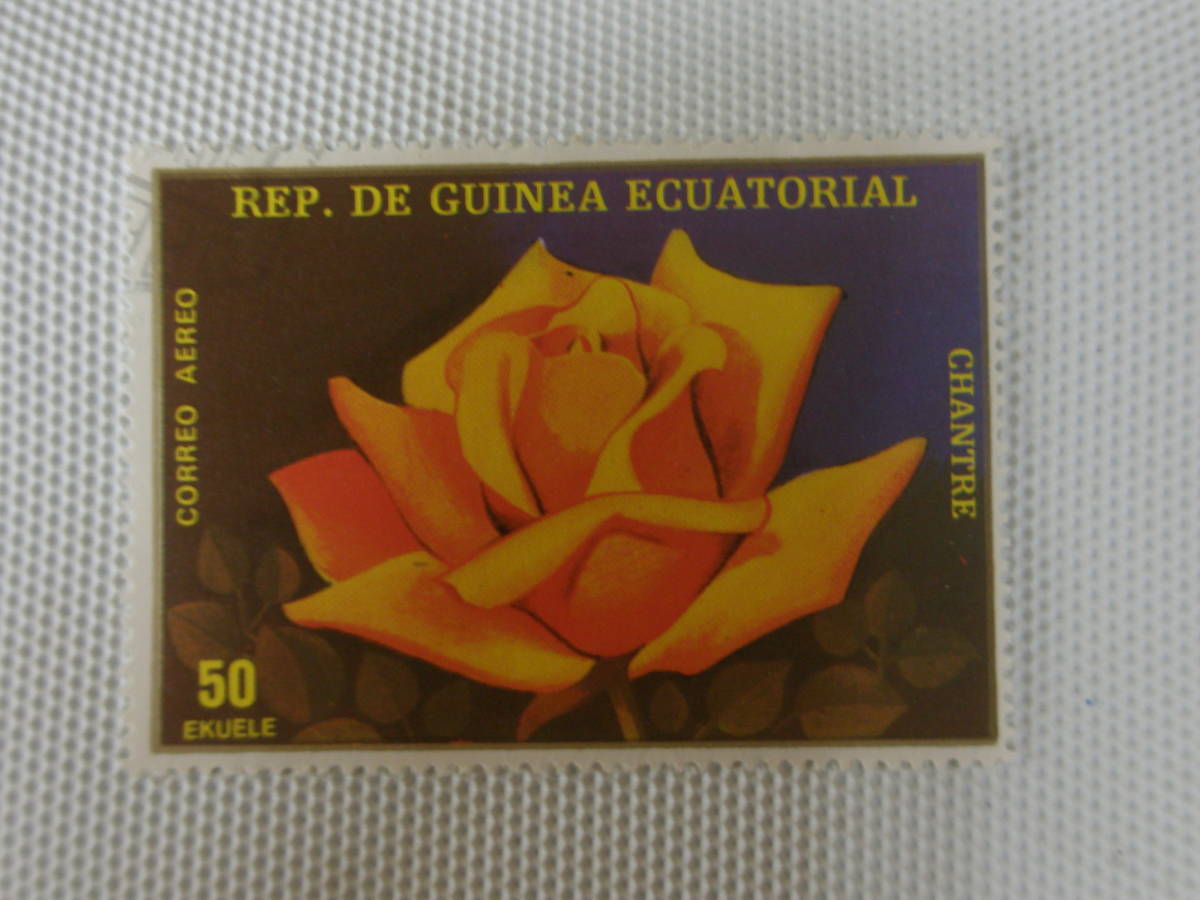 REP. DE GUINEA ECUATORIAL
CORREO AEREO
CHANTRE
50
EKUELE